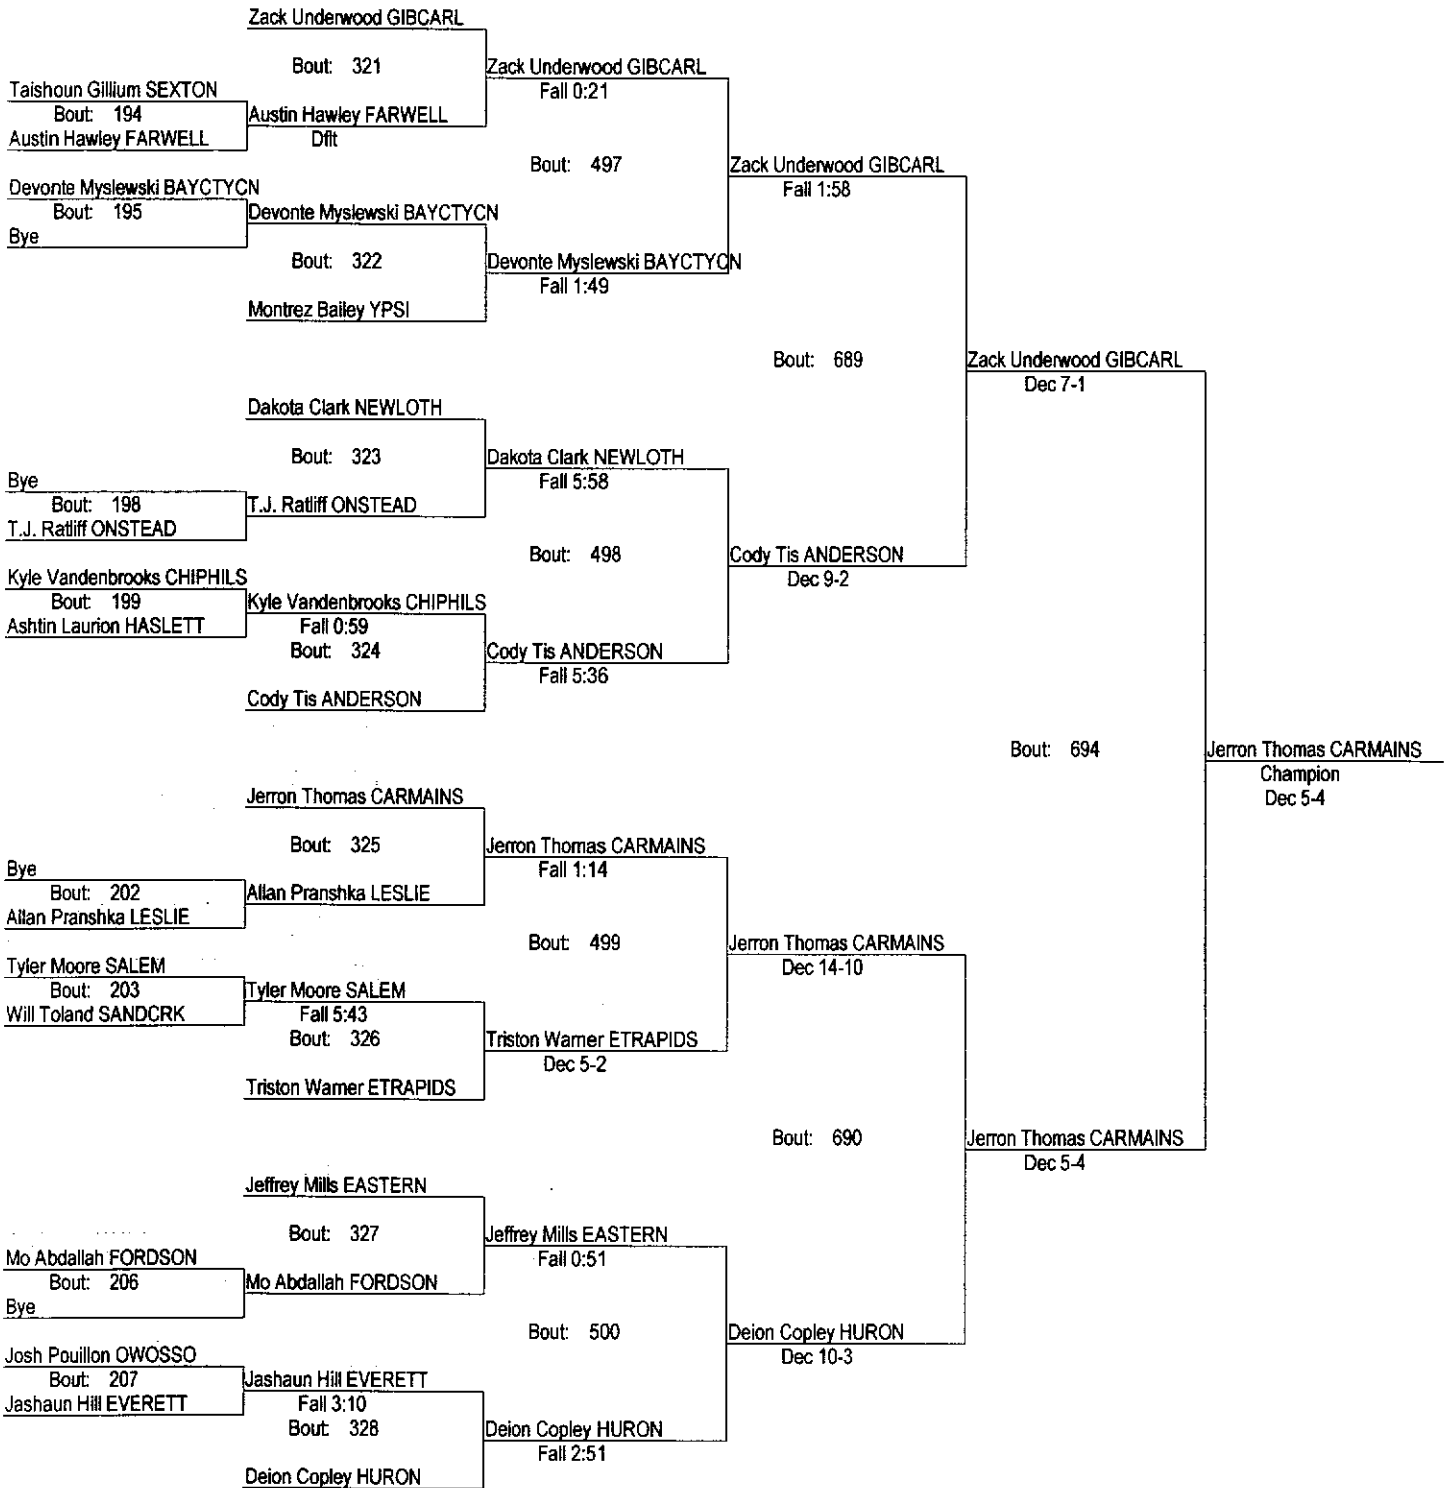 Zack Underwood GIBCARL
Bout: 321
Zack Underwood GIBCARL
Fall 0:21
Taishoun Gillium SEXTON
Bout: 194
Austin Hawley FARWELL
Austin Hawley FARWELL
Dflt
Bout: 497
Zack Underwood GIBCARL
Fall 1:58
Devonte Myslewski BAYCTYCN
Bout: 195
Bye
Devonte Myslewski BAYCTYCN
Bout: 322
Devonte Myslewski BAYCTYCN
Fall 1:49
Montrez Bailey YPSI
Bout: 689
Zack Underwood GIBCARL
Dec 7-1
Dakota Clark NEWLOTH
Bout: 323
Dakota Clark NEWLOTH
Fall 5:58
Bye
Bout: 198
T.J. Ratliff ONSTEAD
T.J. Ratliff ONSTEAD
Bout: 498
Cody Tis ANDERSON
Dec 9-2
Kyle Vandenbrooks CHIPHILS
Bout: 199
Ashtin Laurion HASLETT
Kyle Vandenbrooks CHIPHILS
Fall 0:59
Bout: 324
Cody Tis ANDERSON
Fall 5:36
Cody Tis ANDERSON
Bout: 694
Jerron Thomas CARMAINS
Champion
Dec 5-4
Jerron Thomas CARMAINS
Bout: 325
Jerron Thomas CARMAINS
Fall 1:14
Bye
Bout: 202
Allan Pranshka LESLIE
Allan Pranshka LESLIE
Bout: 499
Jerron Thomas CARMAINS
Dec 14-10
Tyler Moore SALEM
Bout: 203
Will Toland SANDCRK
Tyler Moore SALEM
Fall 5:43
Bout: 326
Triston Warner ETRAPIDS
Dec 5-2
Triston Warner ETRAPIDS
Bout: 690
Jerron Thomas CARMAINS
Dec 5-4
Jeffrey Mills EASTERN
Bout: 327
Jeffrey Mills EASTERN
Fall 0:51
Mo Abdallah FORDSON
Bout: 206
Bye
Mo Abdallah FORDSON
Bout: 500
Deion Copley HURON
Dec 10-3
Josh Pouillon OWOSSO
Bout: 207
Jashaun Hill EVERETT
Jashaun Hill EVERETT
Fall 3:10
Bout: 328
Deion Copley HURON
Fall 2:51
Deion Copley HURON